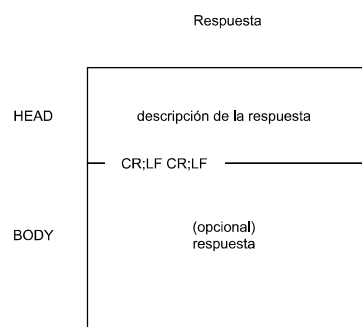 Respuesta
HEAD
descripción de la respuesta
CR;LF CR;LF
BODY
(opcional)
respuesta